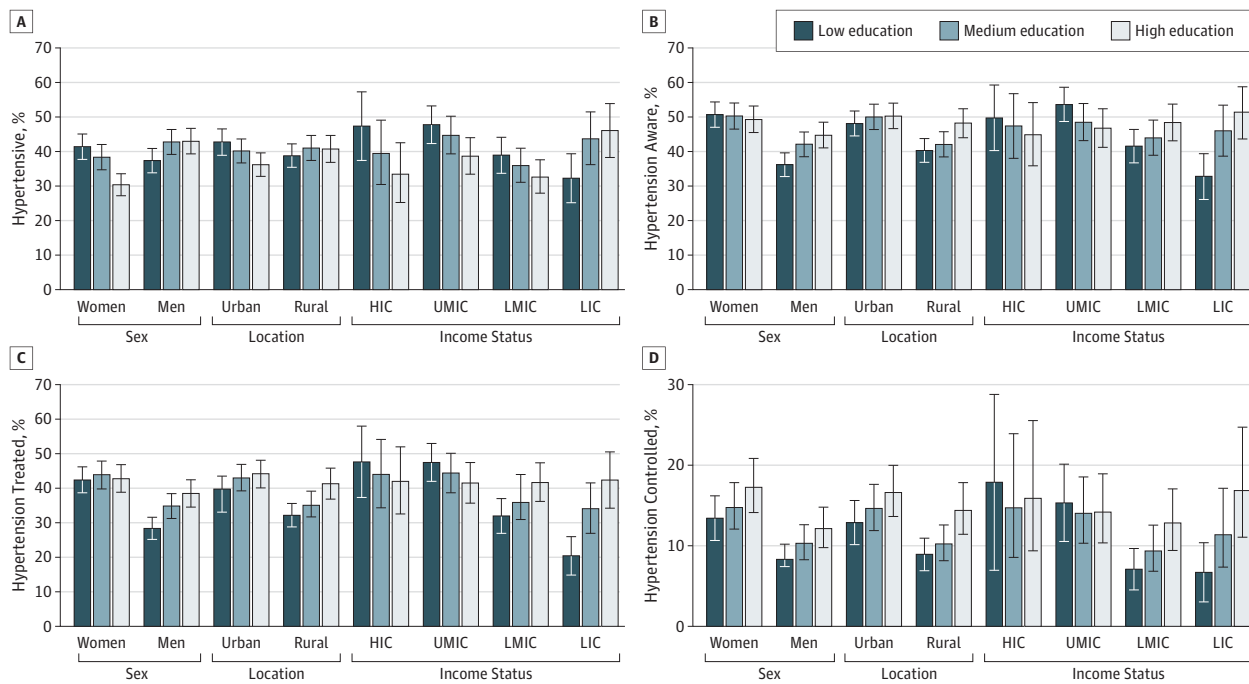 A
Hypertensive, %
70
60
50
40
30
20
10
0
Women Men Urban Rural HIC UMIC LMIC LIC
Sex Location Income Status
B
Low education Medium education High education
Hypertension Aware, %
70
60
50
40
30
20
10
0
Women Men Urban Rural HIC UMIC LMIC LIC
Sex Location Income Status
C
Hypertension Treated, %
70
60
50
40
30
20
10
0
Women Men Urban Rural HIC UMIC LMIC LIC
Sex Location Income Status
D
Hypertension Controlled, %
30
20
10
0
Women Men Urban Rural HIC UMIC LMIC LIC
Sex Location Income Status